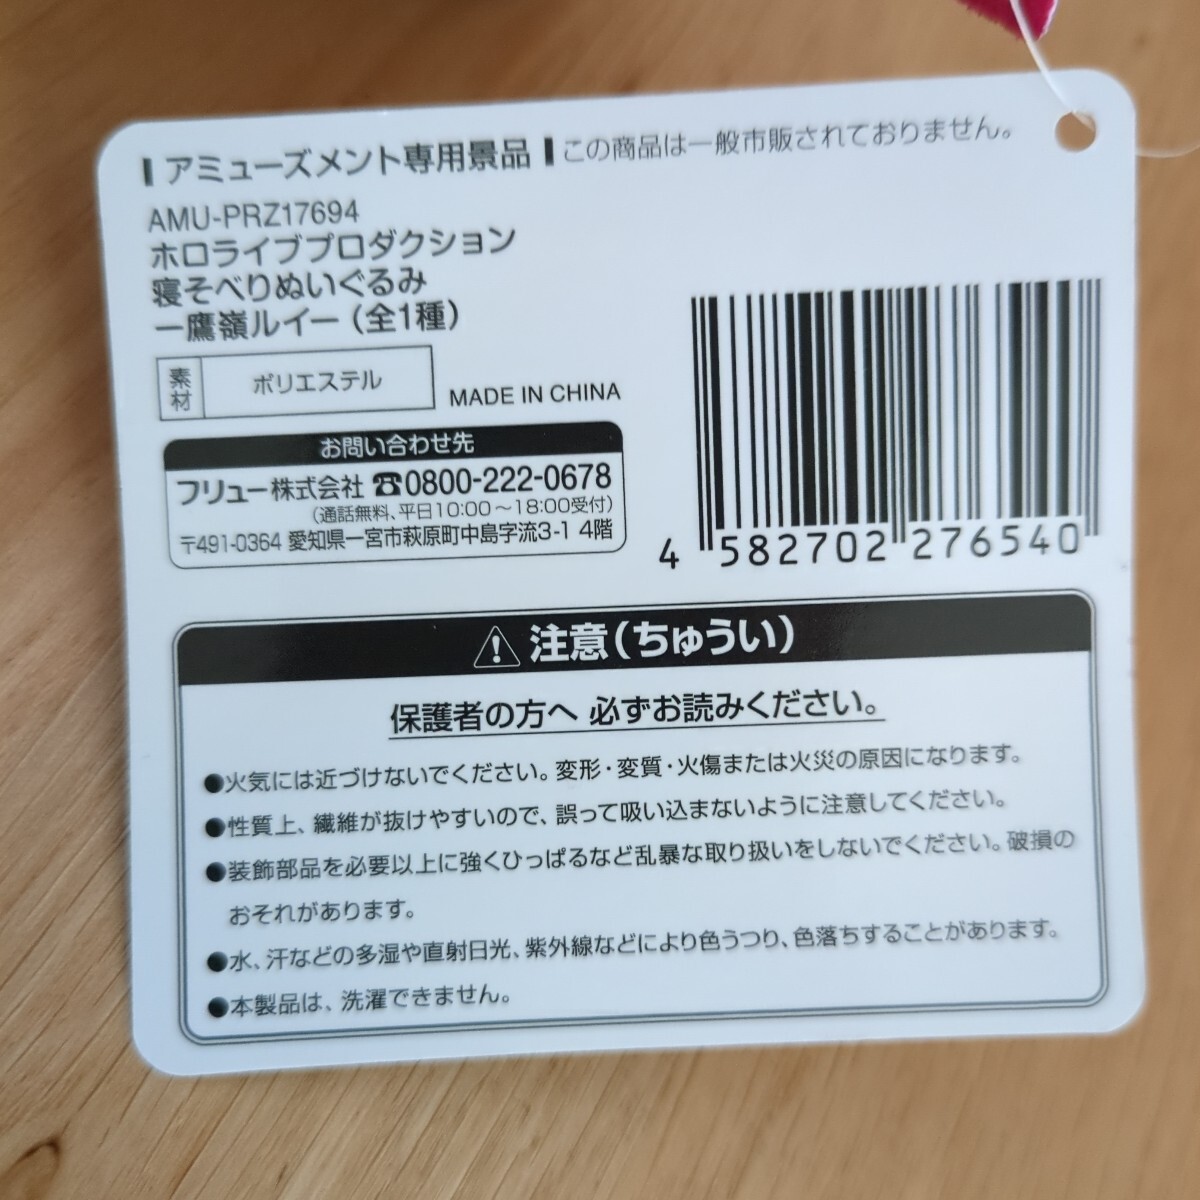 アミューズメント専用景品 この商品は一般市販されておりません。
AMU-PRZ17694
ホロライブプロダクション
寝そべりぬいぐるみ
ー鷹嶺ルイー(全1種)
素材 ポリエステル MADE IN CHINA
お問い合わせ先
フリュー株式会社 ☎0800-222-0678
(通話無料、平日10:00〜18:00受付)
〒491-0364 愛知県一宮市萩原町中島字流3-1 4階
4 582702 276540
⚠注意(ちゅうい)
保護者の方へ 必ずお読みください。
●火気には近づけないでください。変形・変質・火傷または火災の原因になります。
●性質上、繊維が抜けやすいので、誤って吸い込まないように注意してください。
●装飾部品を必要以上に強くひっぱるなど乱暴な取り扱いをしないでください。破損の
おそれがあります。
●水、汗などの多湿や直射日光、紫外線などにより色うつり、色落ちすることがあります。
●本製品は、洗濯できません。